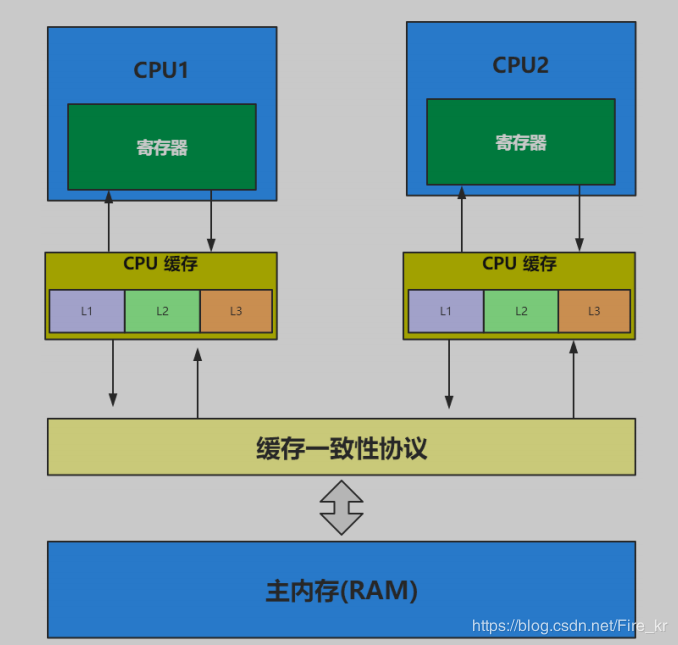 CPU1
CPU2
寄存器
寄存器
CPU 缓存
CPU 缓存
L1
L2
L3
L1
L2
L3
缓存一致性协议
主内存(RAM)
https://blog.csdn.net/Fire_kr